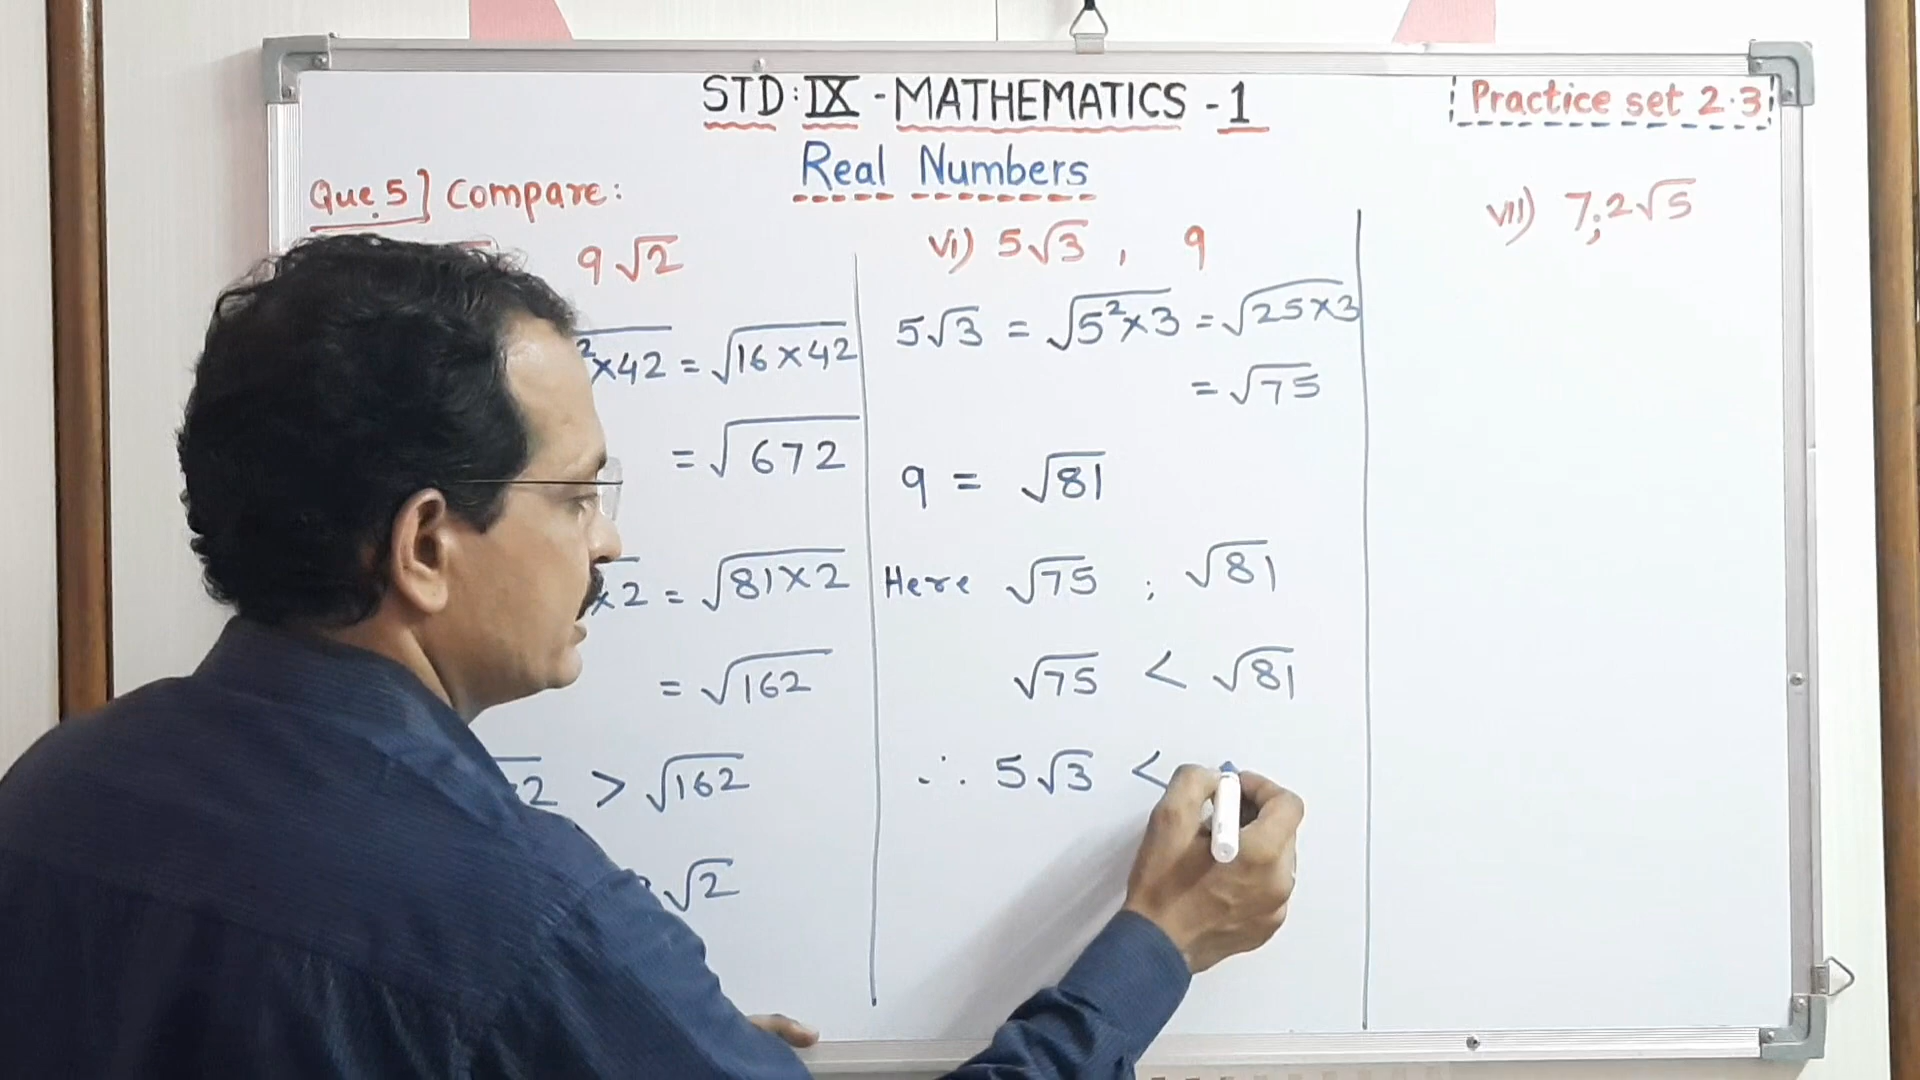 STD: IX - MATHEMATICS - 1
Practice set 2.3
Real Numbers
Que.5] Compare:
9√2
²×42 = √16×42
= √672
×2 = √81×2
= √162
2 > √162
√2
vi) 5√3 , 9
5√3 = √5²×3 = √25×3
= √75
9 = √81
Here √75 ; √81
√75 < √81
∴ 5√3 <
vii) 7; 2√5